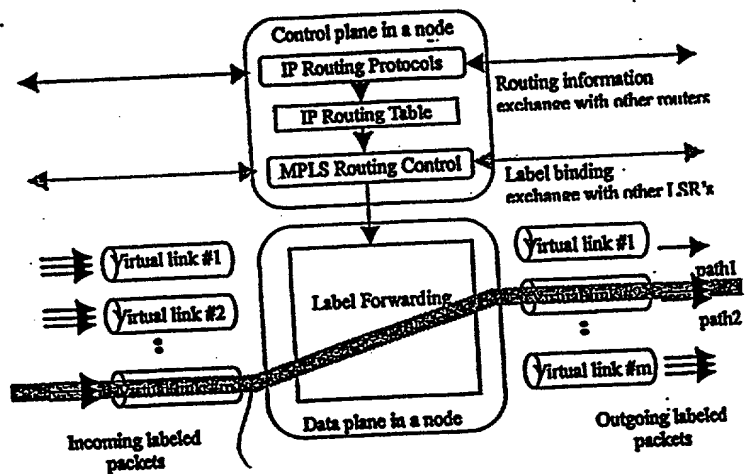 Control plane in a node
IP Routing Protocols
Routing information
exchange with other routers
IP Routing Table
MPLS Routing Control
Label binding
exchange with other LSR's
Virtual link #1
Virtual link #2
Label Forwarding
Virtual link #1
path1
path2
Virtual link #m
Data plane in a node
Incoming labeled
packets
Outgoing labeled
packets